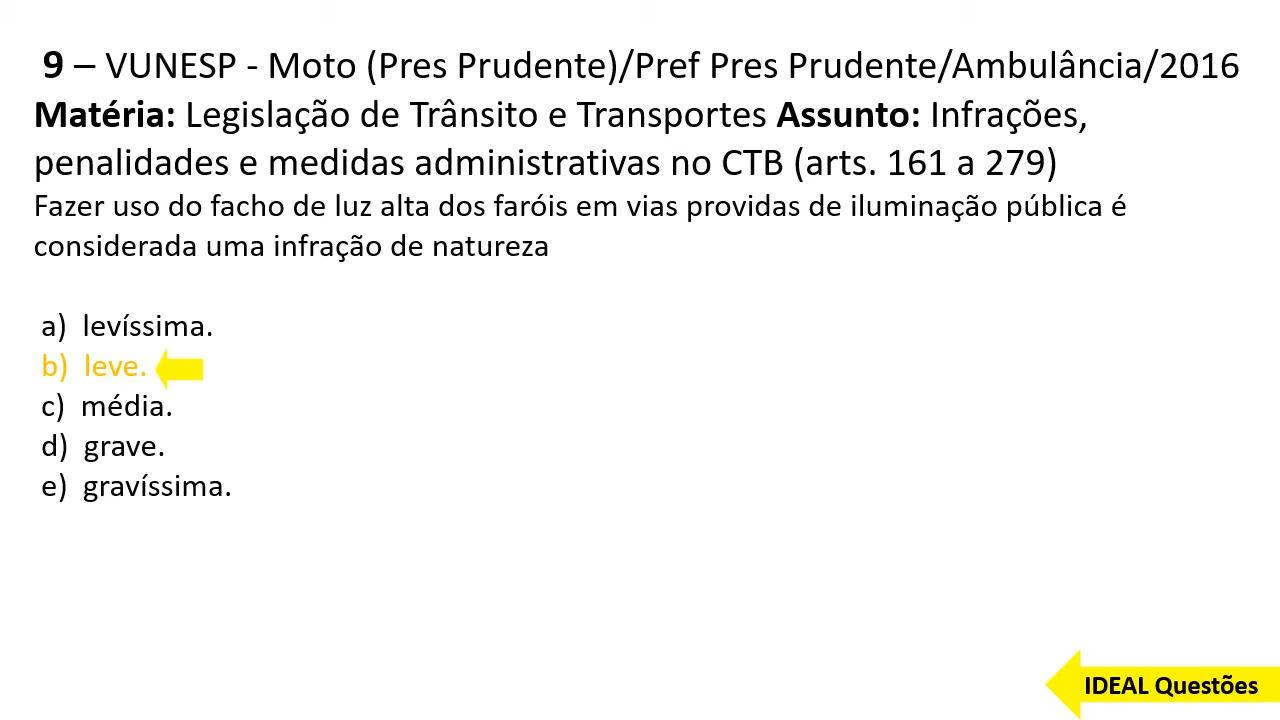 9 – VUNESP - Moto (Pres Prudente)/Pref Pres Prudente/Ambulância/2016
Matéria: Legislação de Trânsito e Transportes Assunto: Infrações,
penalidades e medidas administrativas no CTB (arts. 161 a 279)
Fazer uso do facho de luz alta dos faróis em vias providas de iluminação pública é
considerada uma infração de natureza
a) levíssima.
b) leve.
c) média.
d) grave.
e) gravíssima.
IDEAL Questões